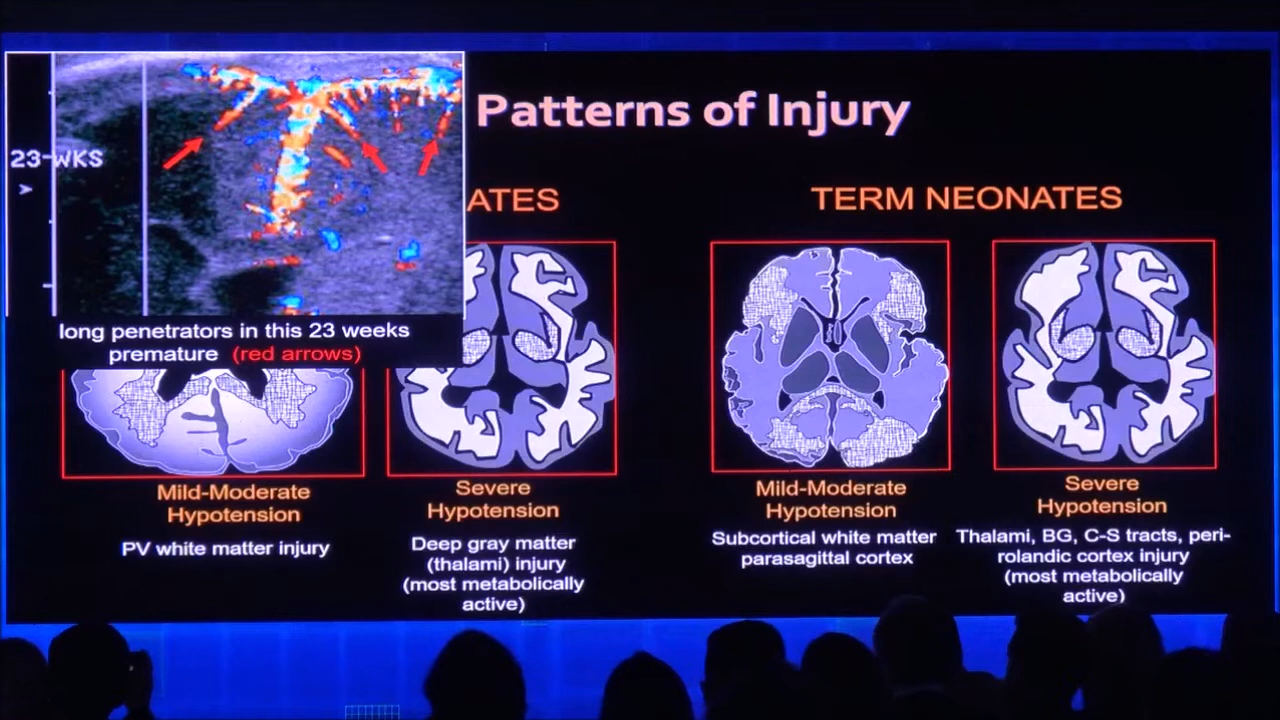 Patterns of Injury
23 WKS
ATES
TERM NEONATES
long penetrators in this 23 weeks
premature (red arrows)
Mild-Moderate
Hypotension
PV white matter injury
Severe
Hypotension
Deep gray matter
(thalami) injury
(most metabolically
active)
Mild-Moderate
Hypotension
Subcortical white matter
parasagittal cortex
Severe
Hypotension
Thalami, BG, C-S tracts, peri-
rolandic cortex injury
(most metabolically
active)